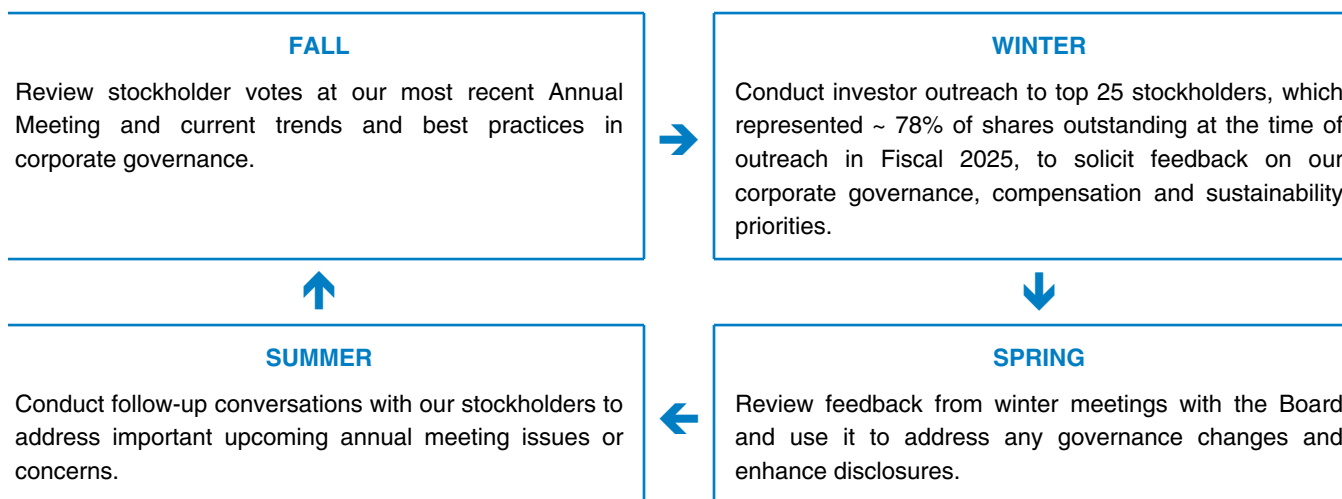 FALL
Review stockholder votes at our most recent Annual
Meeting and current trends and best practices in
corporate governance.
WINTER
Conduct investor outreach to top 25 stockholders, which
represented ~ 78% of shares outstanding at the time of
outreach in Fiscal 2025, to solicit feedback on our
corporate governance, compensation and sustainability
priorities.
SUMMER
Conduct follow-up conversations with our stockholders to
address important upcoming annual meeting issues or
concerns.
SPRING
Review feedback from winter meetings with the Board
and use it to address any governance changes and
enhance disclosures.